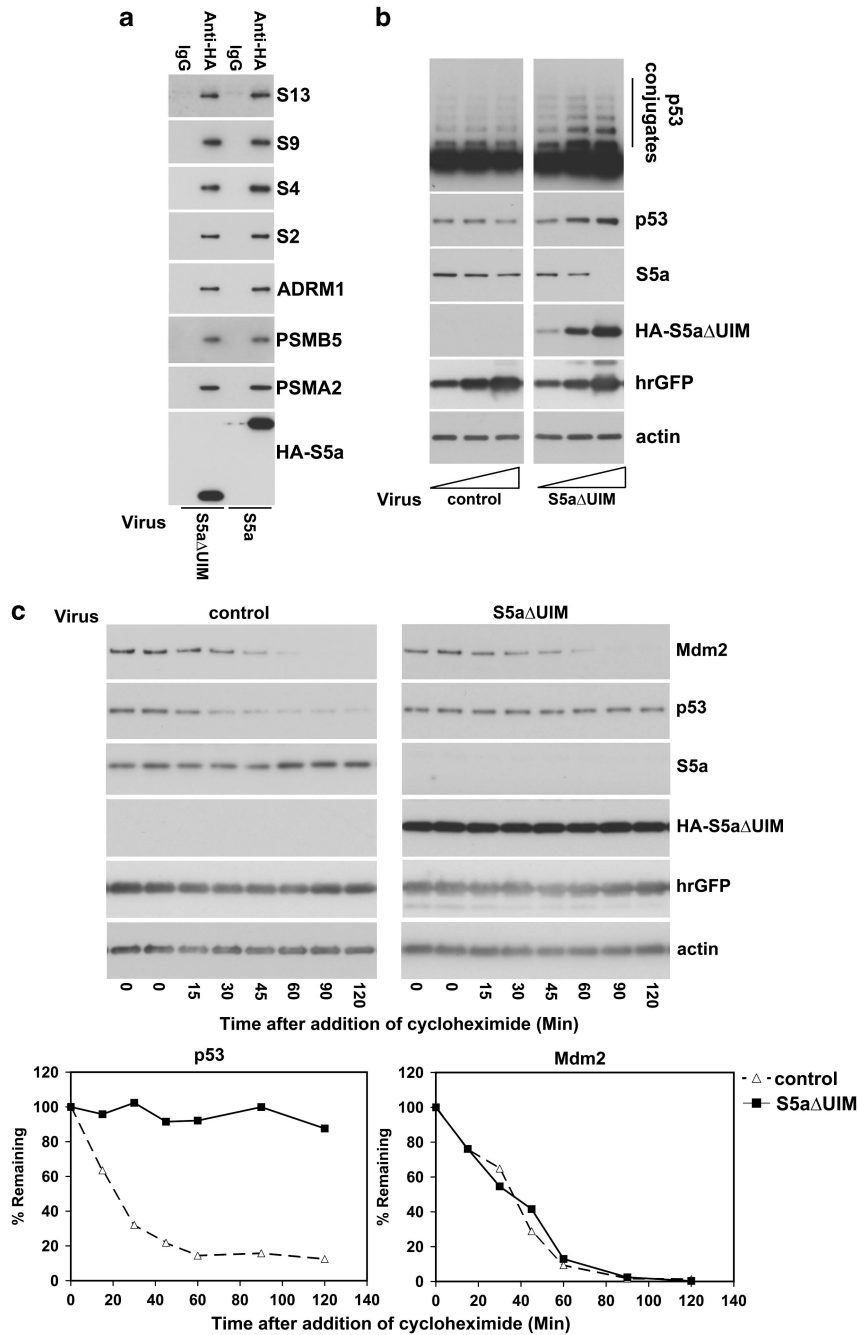 a
IgG
Anti-HA
IgG
Anti-HA
S13
S9
S4
S2
ADRM1
PSMB5
PSMA2
HA-S5a
Virus
S5aΔUIM
S5a
b
p53
conjugates
p53
S5a
HA-S5aΔUIM
hrGFP
actin
Virus
control
S5aΔUIM
c
Virus
control
S5aΔUIM
Mdm2
p53
S5a
HA-S5aΔUIM
hrGFP
actin
0 0 15 30 45 60 90 120
0 0 15 30 45 60 90 120
Time after addition of cycloheximide (Min)
p53
% Remaining
120
100
80
60
40
20
0
0 20 40 60 80 100 120 140
Mdm2
% Remaining
120
100
80
60
40
20
0
0 20 40 60 80 100 120 140
control
S5aΔUIM
Time after addition of cycloheximide (Min)